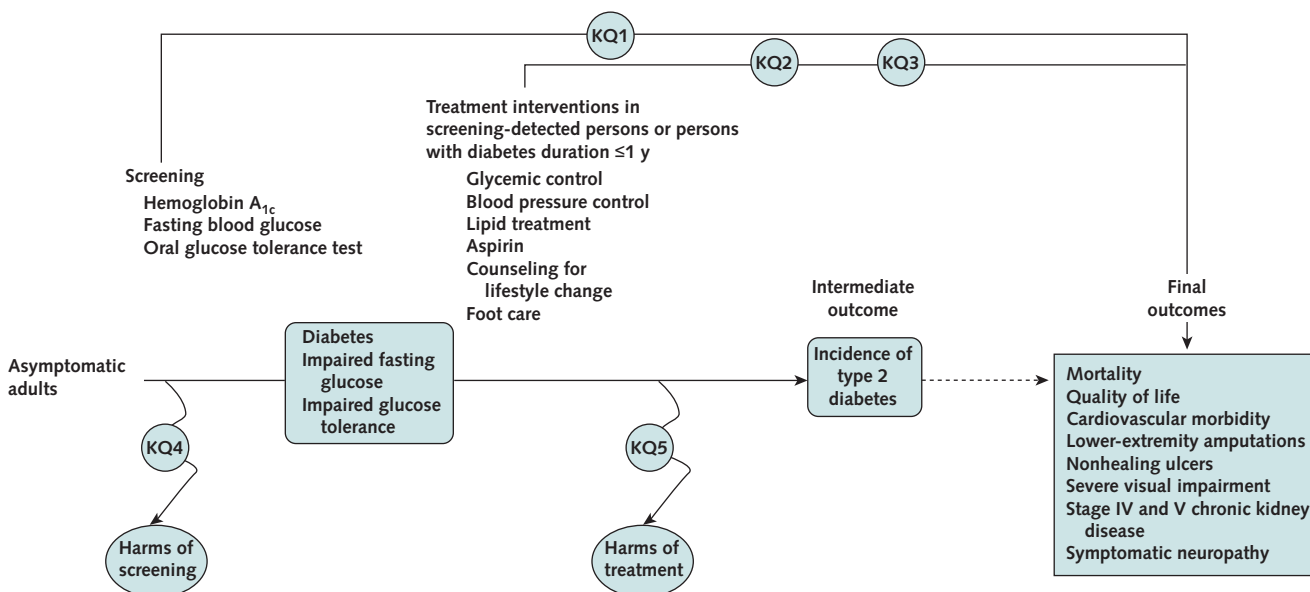 KQ1
KQ2
KQ3
Treatment interventions in
screening-detected persons or persons
with diabetes duration ≤1 y
Glycemic control
Blood pressure control
Lipid treatment
Aspirin
Counseling for
lifestyle change
Foot care
Screening
Hemoglobin A1c
Fasting blood glucose
Oral glucose tolerance test
Intermediate
outcome
Final
outcomes
Asymptomatic
adults
Diabetes
Impaired fasting
glucose
Impaired glucose
tolerance
Incidence of
type 2
diabetes
Mortality
Quality of life
Cardiovascular morbidity
Lower-extremity amputations
Nonhealing ulcers
Severe visual impairment
Stage IV and V chronic kidney
disease
Symptomatic neuropathy
KQ4
KQ5
Harms of
screening
Harms of
treatment